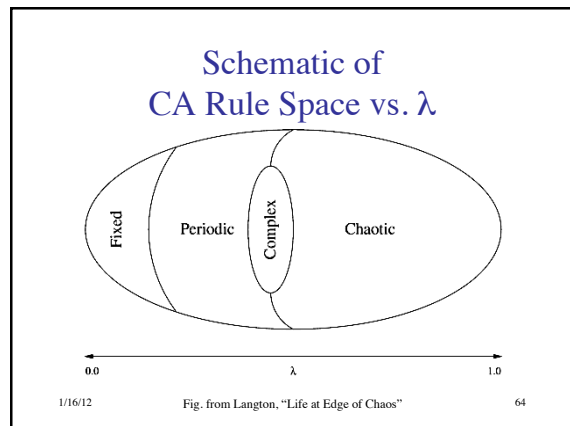 Schematic of
CA Rule Space vs. λ
Fixed
Periodic
Complex
Chaotic
0.0 λ 1.0
1/16/12 Fig. from Langton, “Life at Edge of Chaos” 64